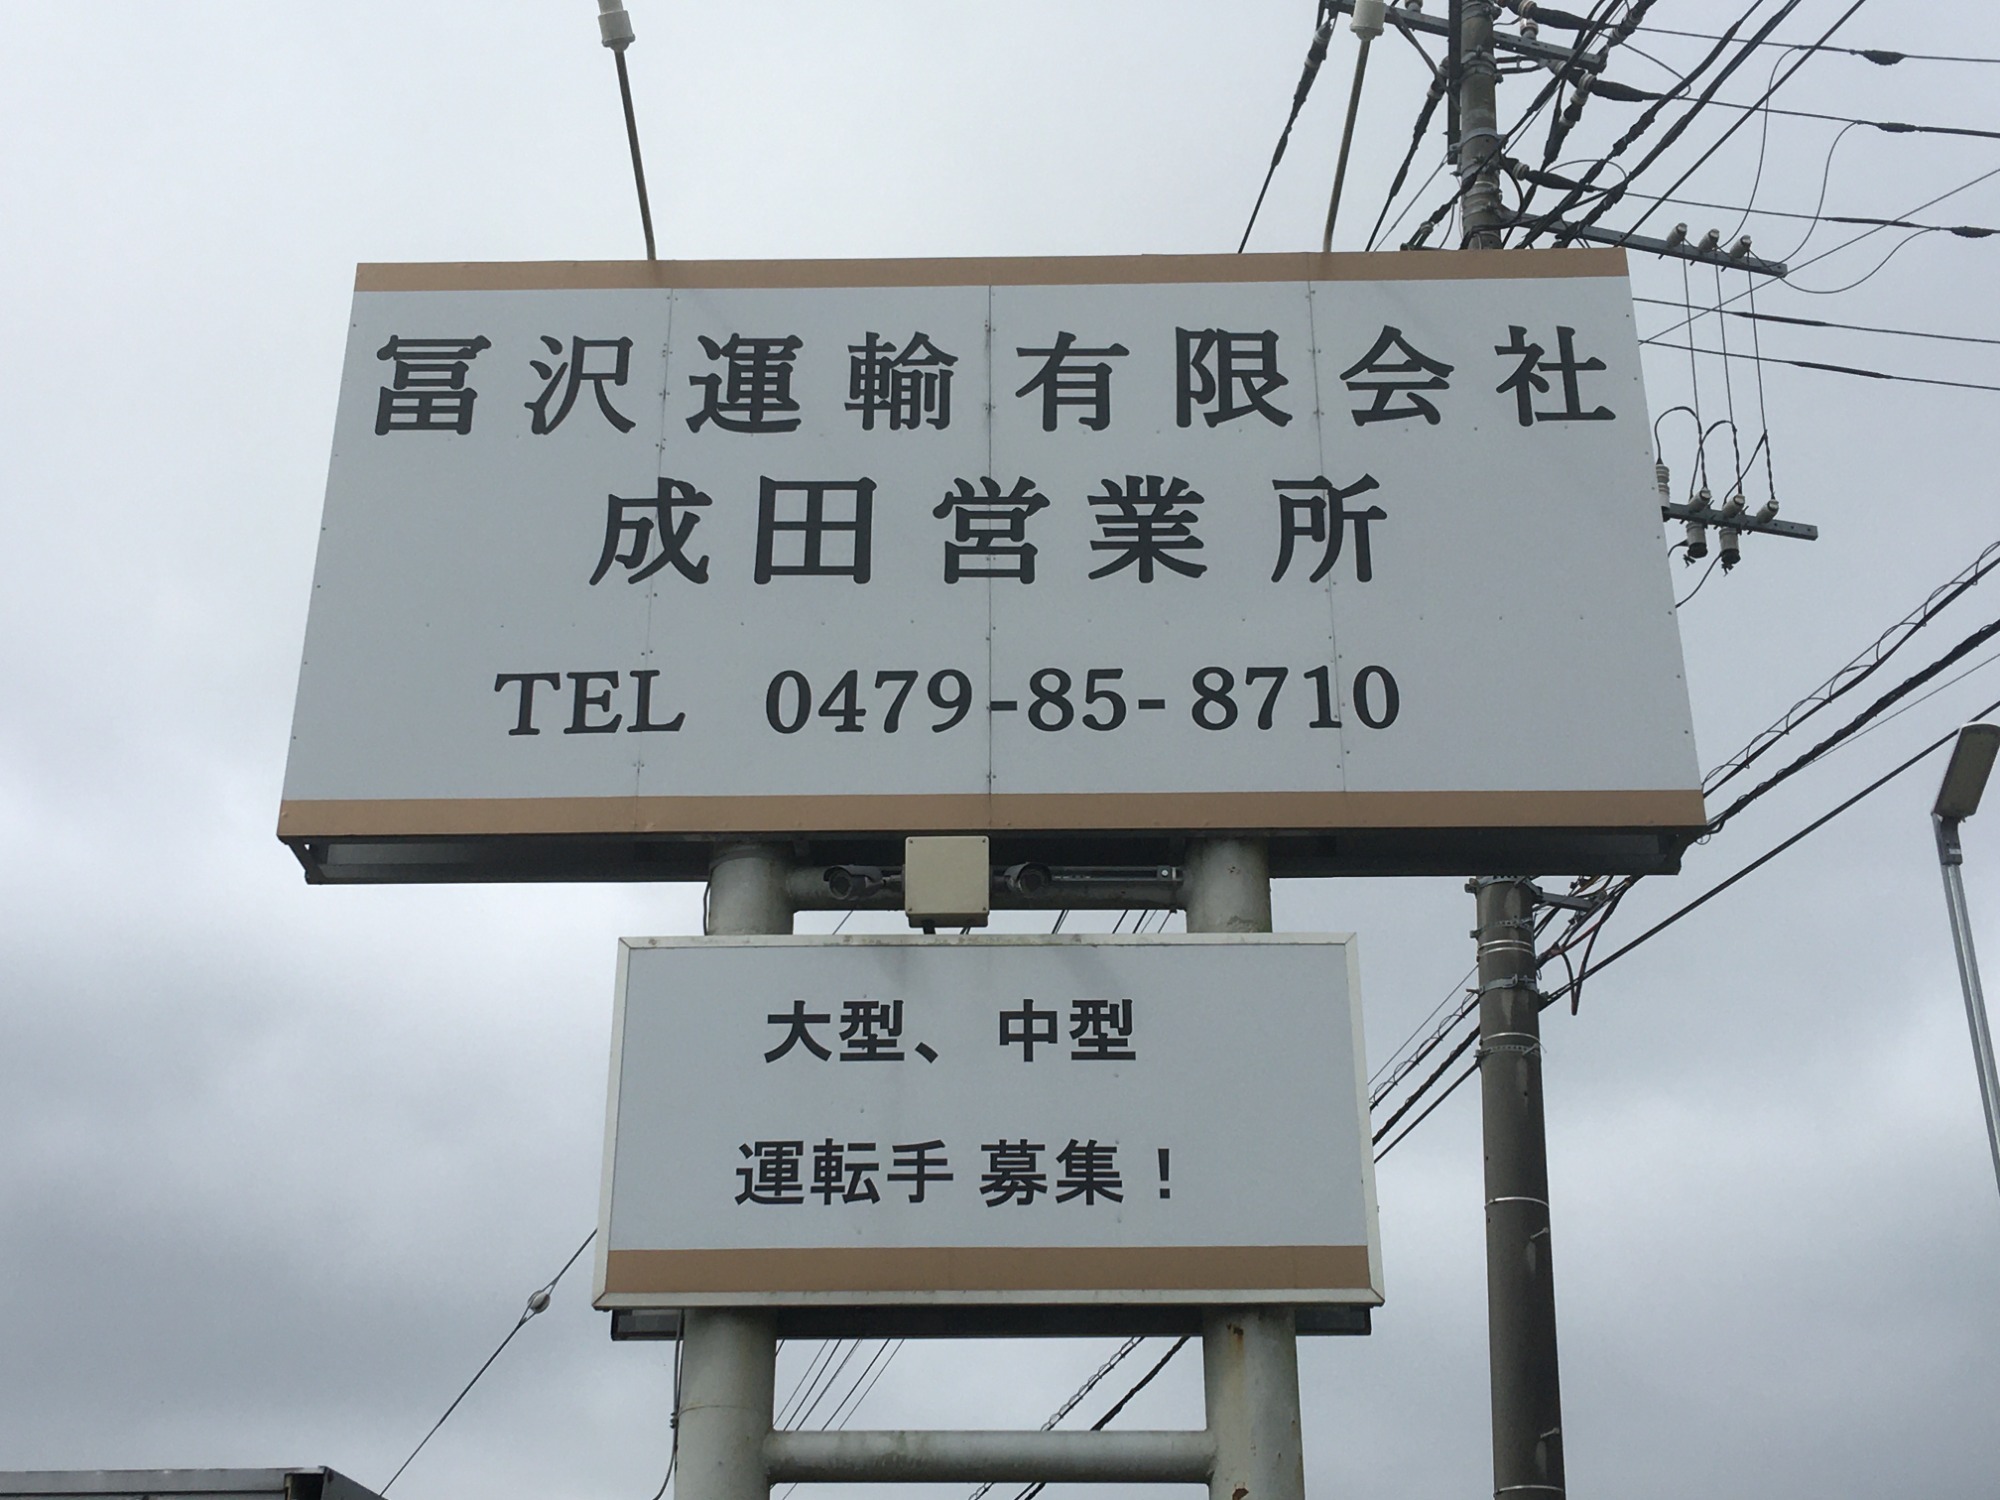 冨沢運輸有限会社
成田営業所
TEL 0479-85-8710
大型、中型
運転手 募集！